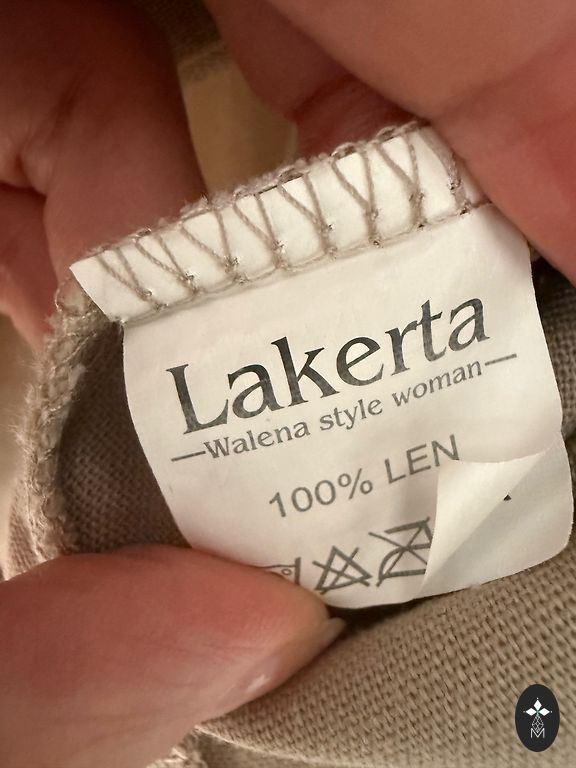 Lakerta
—Walena style woman—
100% LEN
M